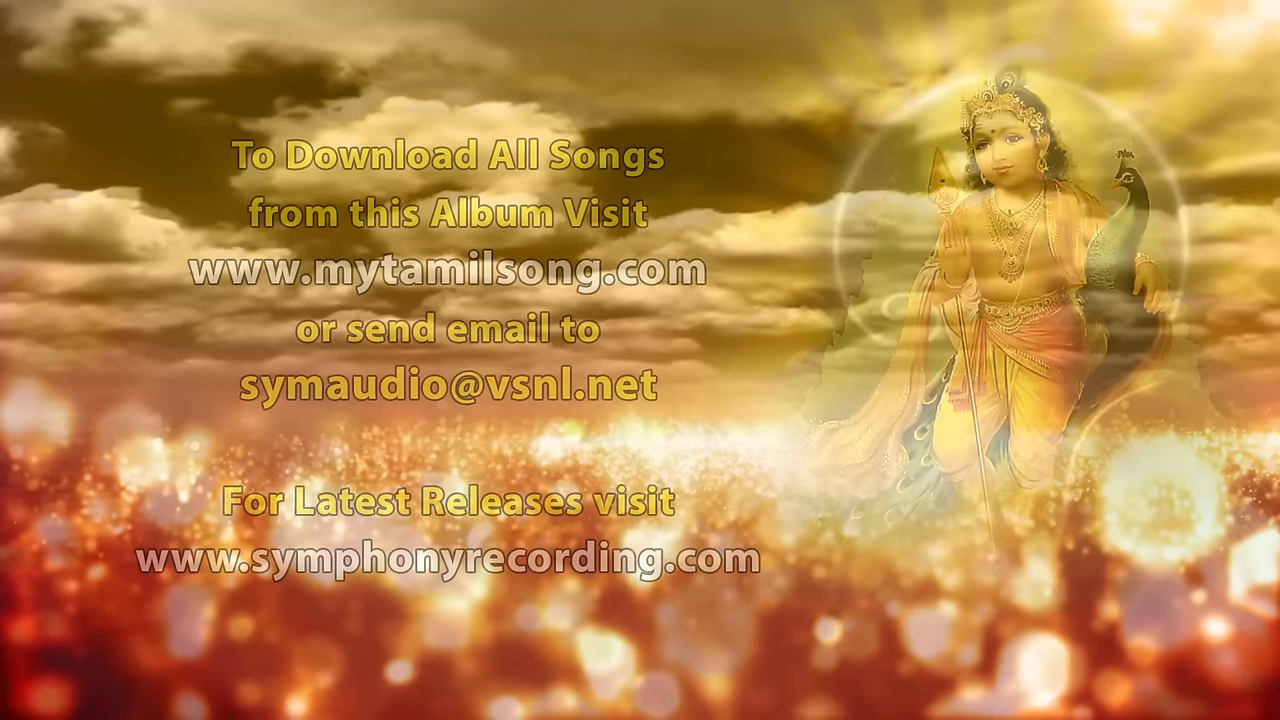 To Download All Songs
from this Album Visit
www.mytamilsong.com
or send email to
symaudio@vsnl.net
For Latest Releases visit
www.symphonyrecording.com